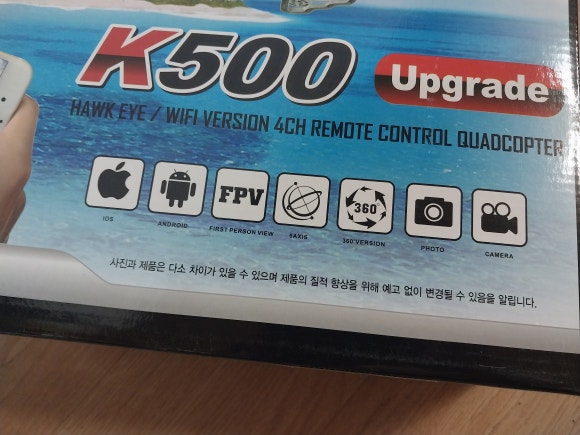 K500
Upgrade
HAWK EYE / WIFI VERSION 4CH REMOTE CONTROL QUADCOPTER
FPV
360°
IOS
ANDROID
FIRST PERSON VIEW
6AXIS
360°VERSION
PHOTO
CAMERA
사진과 제품은 다소 차이가 있을 수 있으며 제품의 질적 향상을 위해 예고 없이 변경될 수 있음을 알립니다.